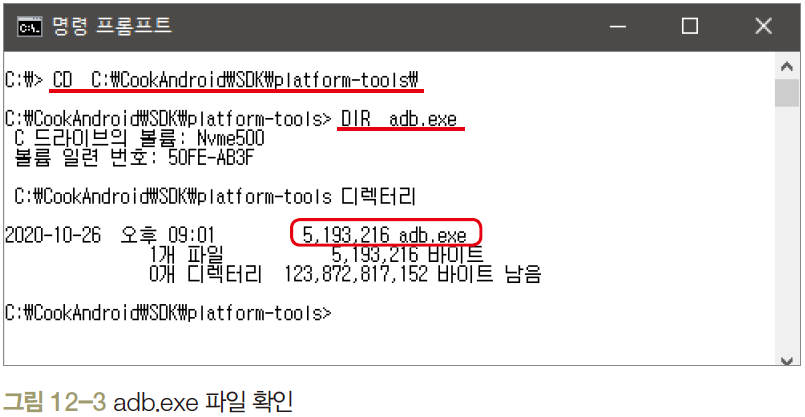 명령 프롬프트
C:\> CD  C:\CookAndroid\SDK\platform-tools\
C:\CookAndroid\SDK\platform-tools> DIR  adb.exe
C 드라이브의 볼륨: Nvme500
볼륨 일련 번호: 50FE-AB3F
C:\CookAndroid\SDK\platform-tools 디렉터리
2020-10-26  오후 09:01         5,193,216 adb.exe
1개 파일           5,193,216 바이트
0개 디렉터리  123,872,817,152 바이트 남음
C:\CookAndroid\SDK\platform-tools>
그림 12-3 adb.exe 파일 확인